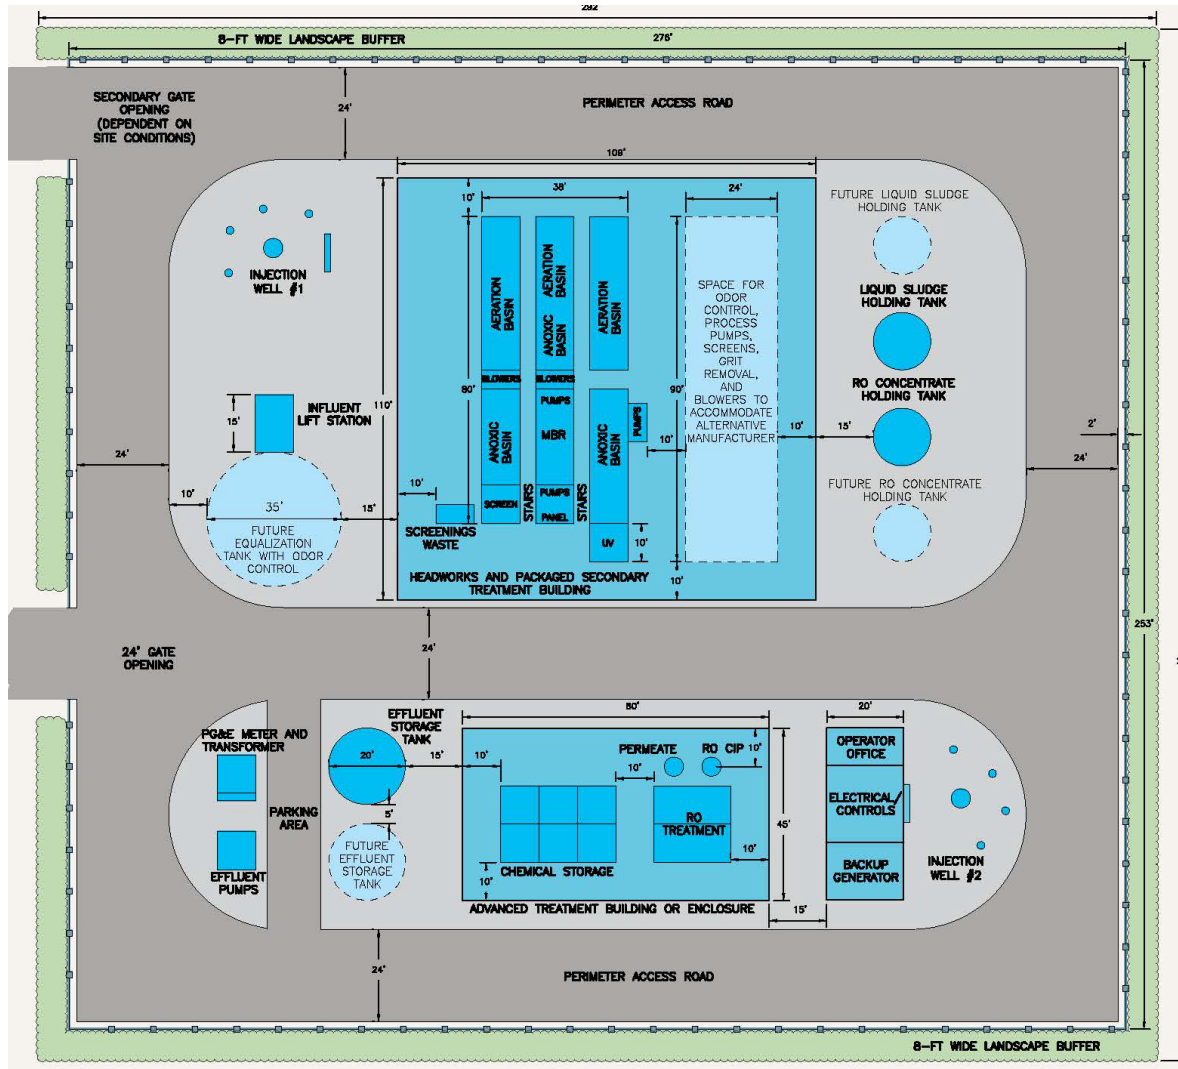 292'
8-FT WIDE LANDSCAPE BUFFER
276'
SECONDARY GATE
OPENING
(DEPENDENT ON
SITE CONDITIONS)
24'
PERIMETER ACCESS ROAD
109'
10'
38'
24'
FUTURE LIQUID SLUDGE
HOLDING TANK
INJECTION
WELL #1
AERATION
BASIN
AERATION
BASIN
ANOXIC
BASIN
AERATION
BASIN
SPACE FOR
ODOR
CONTROL,
PROCESS
PUMPS,
SCREENS,
GRIT
REMOVAL,
AND
BLOWERS TO
ACCOMMODATE
ALTERNATIVE
MANUFACTURER
LIQUID SLUDGE
HOLDING TANK
BLOWERS
BLOWERS
80'
90'
RO CONCENTRATE
HOLDING TANK
15'
INFLUENT
LIFT STATION
110'
ANOXIC
BASIN
PUMPS
MBR
ANOXIC
BASIN
PUMPS
10'
10'
15'
2'
24'
24'
10'
35'
15'
10'
FUTURE RO CONCENTRATE
HOLDING TANK
SCREEN
STAIRS
PUMPS
PANEL
STAIRS
FUTURE
EQUALIZATION
TANK WITH ODOR
CONTROL
SCREENINGS
WASTE
UV
10'
10'
HEADWORKS AND PACKAGED SECONDARY
TREATMENT BUILDING
253'
24' GATE
OPENING
24'
PG&E METER AND
TRANSFORMER
EFFLUENT
STORAGE
TANK
80'
20'
20'
15'
10'
PERMEATE
RO CIP
10'
10'
OPERATOR
OFFICE
PARKING
AREA
5'
RO
TREATMENT
45'
ELECTRICAL/
CONTROLS
FUTURE
EFFLUENT
STORAGE
TANK
EFFLUENT
PUMPS
10'
CHEMICAL STORAGE
10'
BACKUP
GENERATOR
INJECTION
WELL #2
ADVANCED TREATMENT BUILDING OR ENCLOSURE
15'
24'
PERIMETER ACCESS ROAD
8-FT WIDE LANDSCAPE BUFFER